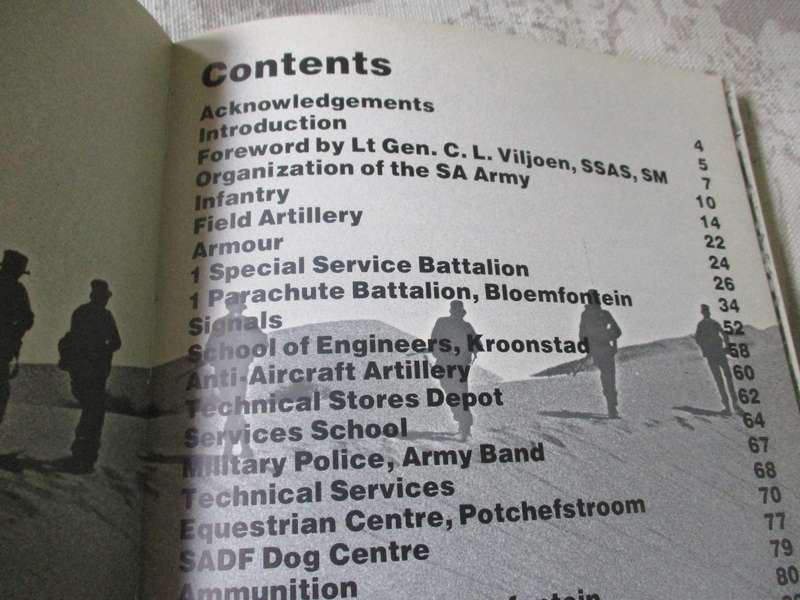 Contents
Acknowledgements 4
Introduction 5
Foreword by Lt Gen. C. L. Viljoen, SSAS, SM 7
Organization of the SA Army 10
Infantry 14
Field Artillery 22
Armour 24
1 Special Service Battalion 26
1 Parachute Battalion, Bloemfontein 34
Signals 52
School of Engineers, Kroonstad 58
Anti-Aircraft Artillery 60
Technical Stores Depot 62
Services School 64
Military Police, Army Band 67
Technical Services 68
Equestrian Centre, Potchefstroom 70
SADF Dog Centre 77
Ammunition 79
80